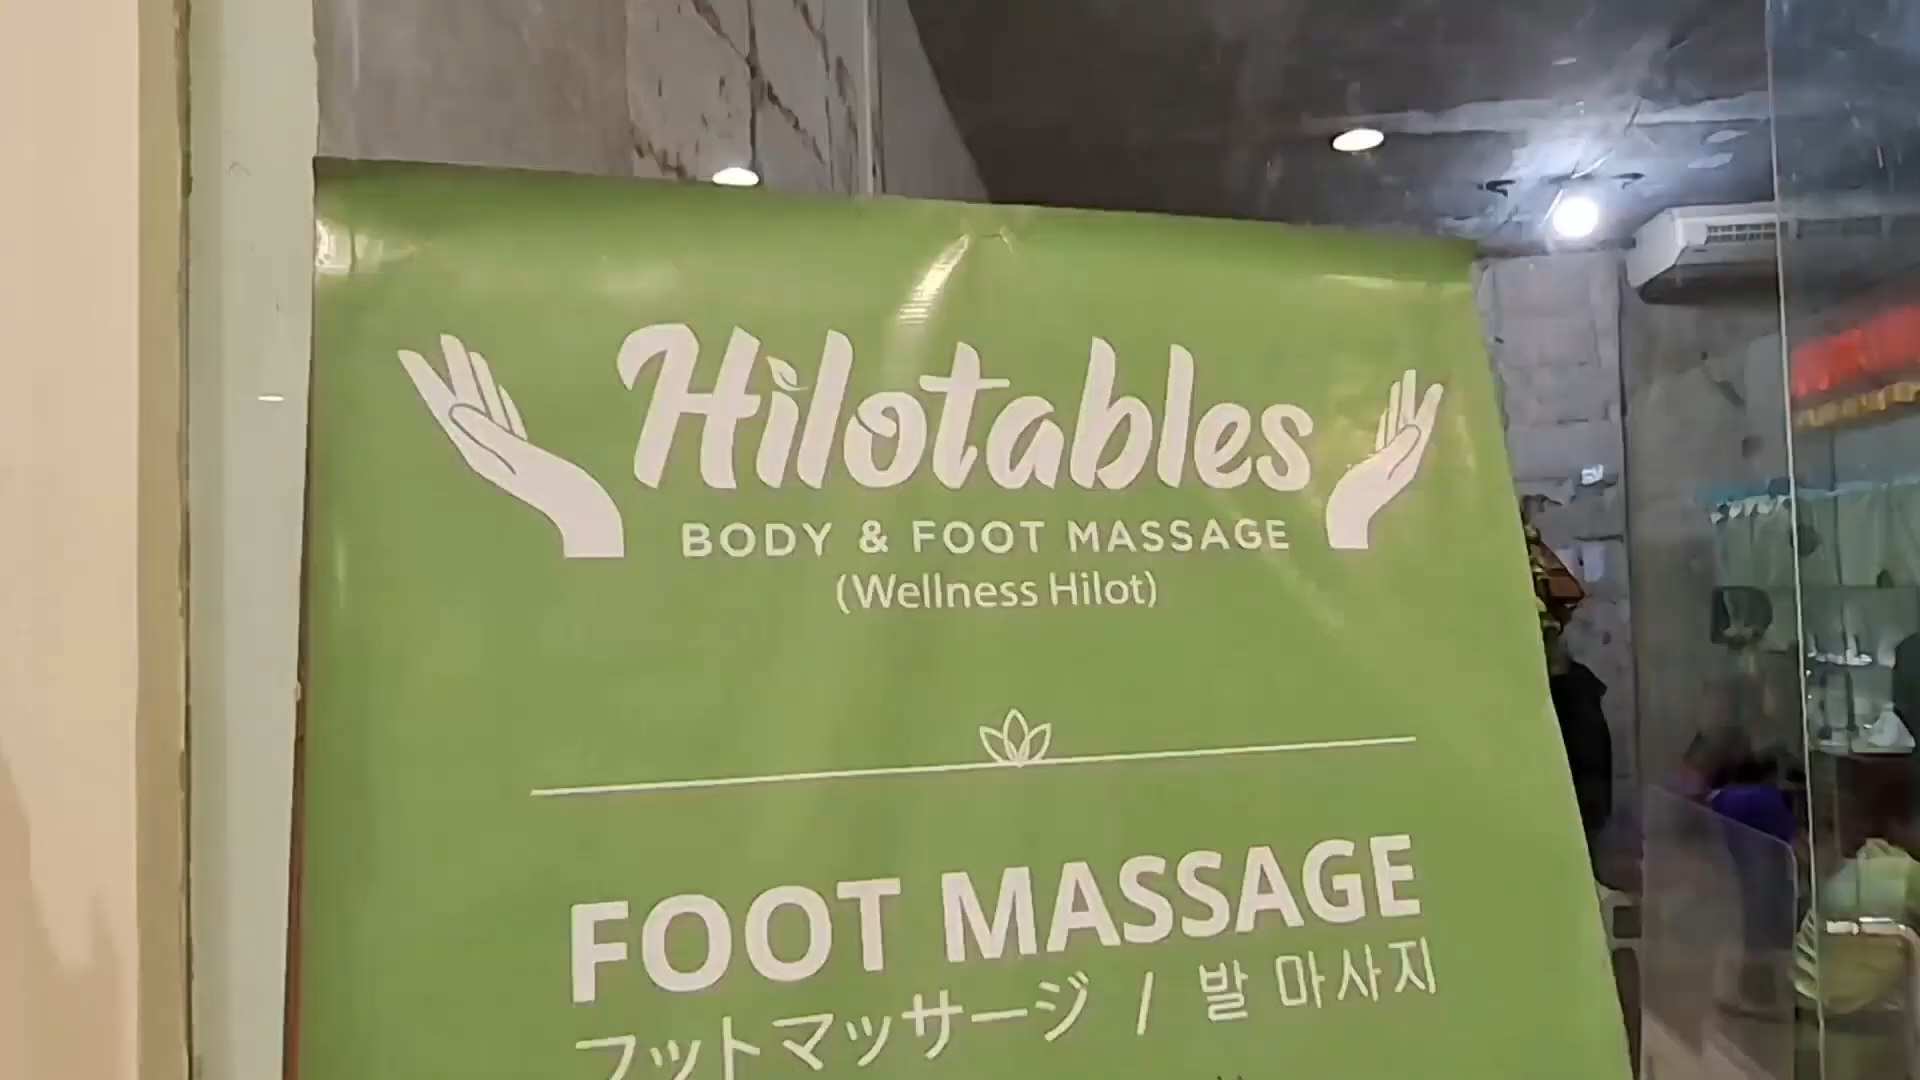 Hilotables
BODY & FOOT MASSAGE
(Wellness Hilot)
FOOT MASSAGE
フットマッサージ / 발 마사지